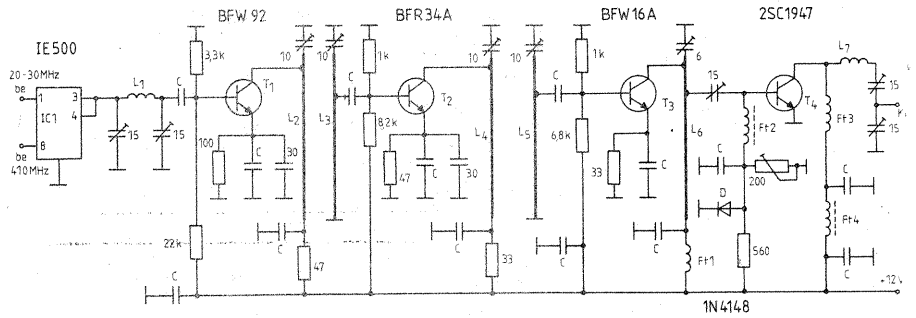 BFW 92
BFR34A
BFW16A
2SC1947
IE500
20-30MHz
be
1
3
4
IC1
8
be
410MHz
L1
C
15
15
3,3k
T1
100
C
30
10
L2
22k
C
C
47
10
L3
C
1k
T2
8,2k
47
C
30
10
L4
C
33
10
L5
C
1k
T3
6,8k
33
C
C
6
L6
C
Ft1
15
T4
Ft2
C
200
D
560
1N4148
L7
15
15
Ft3
C
Ft4
C
+12V